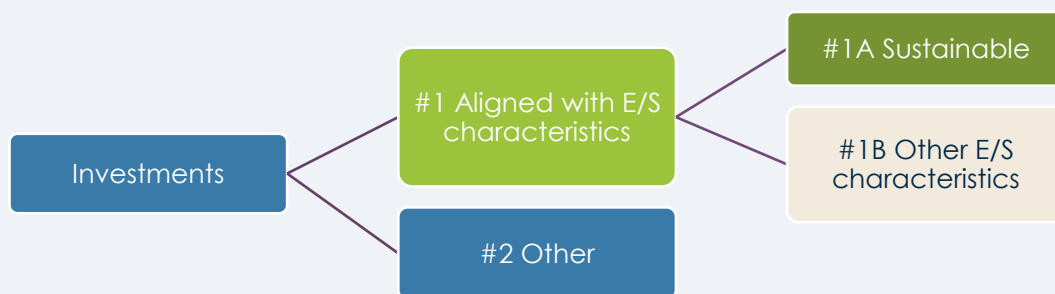 Investments
#1 Aligned with E/S
characteristics
#2 Other
#1A Sustainable
#1B Other E/S
characteristics